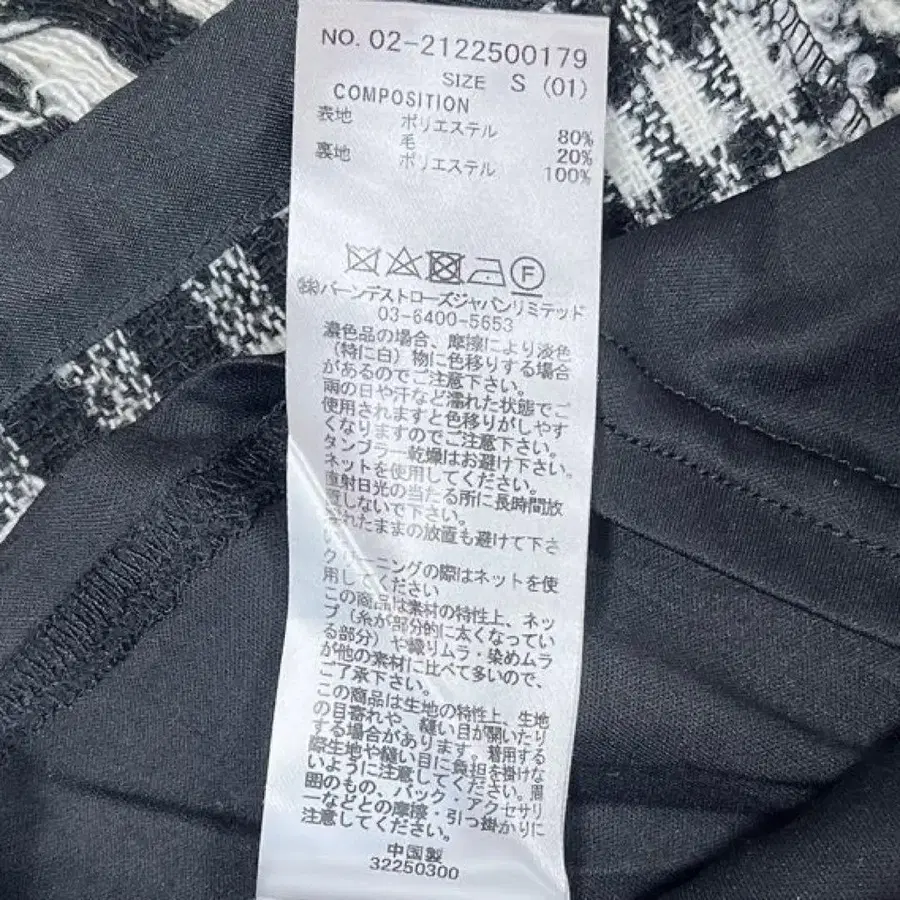 NO. 02-2122500179
SIZE S (01)
COMPOSITION
表地 ポリエステル 80%
毛 20%
裏地 ポリエステル 100%
F
㈱バーンデストローズジャパンリミテッド
03-6400-5653
濃色品の場合、摩擦により淡色
（特に白）物に色移りする場合
があるのでご注意下さい。
雨の日や汗など濡れた状態でご
使用されますと色移りがしやす
くなりますのでご注意下さい。
タンブラー乾燥はお避け下さい。
ネットを使用してください。
直射日光の当たる所に長時間放
置しないで下さい。
濡れたままの放置も避けて下さ
い。
クリーニングの際はネットを使
用してください
この商品は素材の特性上、ネッ
プ（糸が部分的に太くなってい
る部分）や織りムラ・染めムラ
が他の素材に比べて多いので、
ご了承下さい。
この商品は生地の特性上、生地
の目寄れや、縫い目が開いたり
する場合があります。着用する
際生地や縫い目に負担を掛けな
いように注意してください。周
囲のもの、バック・アクセサリ
ーなどとの摩擦・引っ掛かりに
注意してください。
中国製
32250300